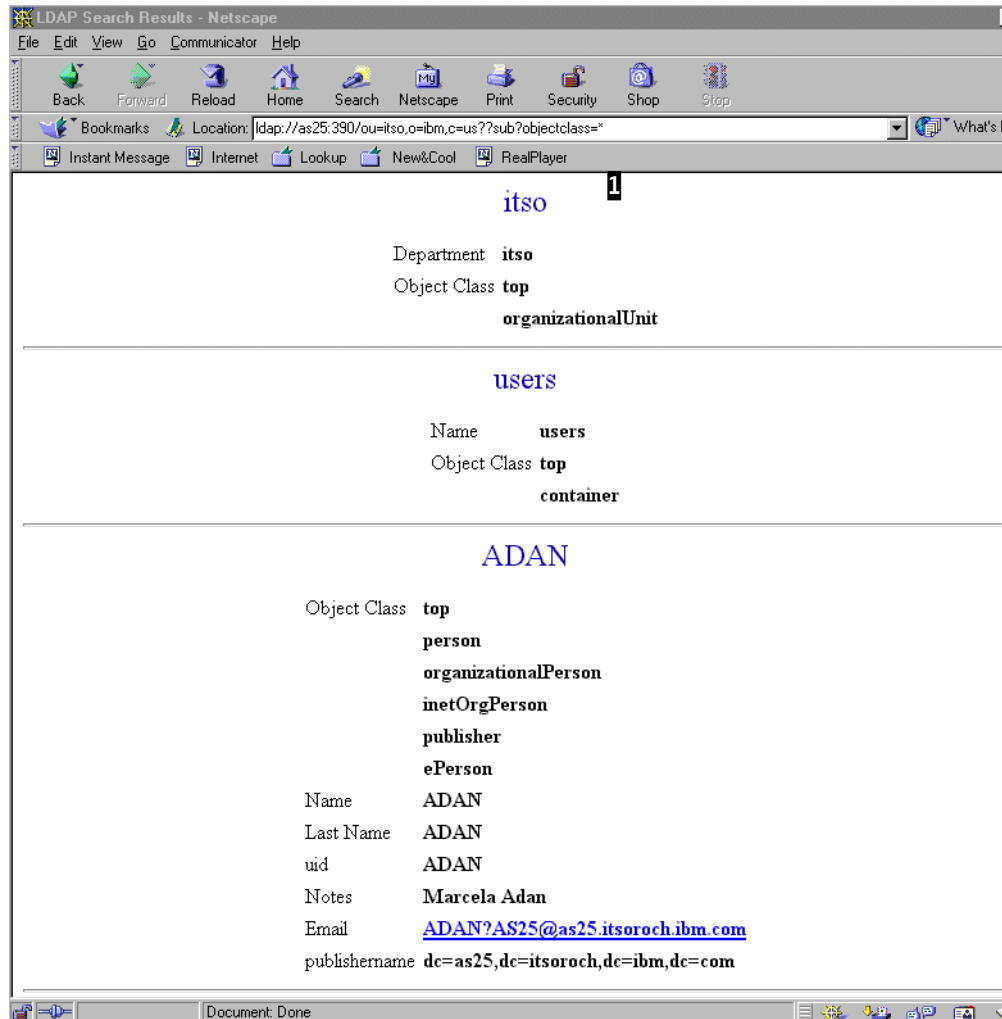 LDAP Search Results - Netscape
File Edit View Go Communicator Help
Back Forward Reload Home Search Netscape Print Security Shop Stop
Bookmarks Location: ldap://as25:390/ou=itso,o=ibm,c=us??sub?objectclass=* What's
Instant Message Internet Lookup New&Cool RealPlayer
1
itso
Department itso
Object Class top
organizationalUnit
users
Name users
Object Class top
container
ADAN
Object Class top
person
organizationalPerson
inetOrgPerson
publisher
ePerson
Name ADAN
Last Name ADAN
uid ADAN
Notes Marcela Adan
Email ADAN?AS25@as25.itsoroch.ibm.com
publishername dc=as25,dc=itsoroch,dc=ibm,dc=com
Document: Done